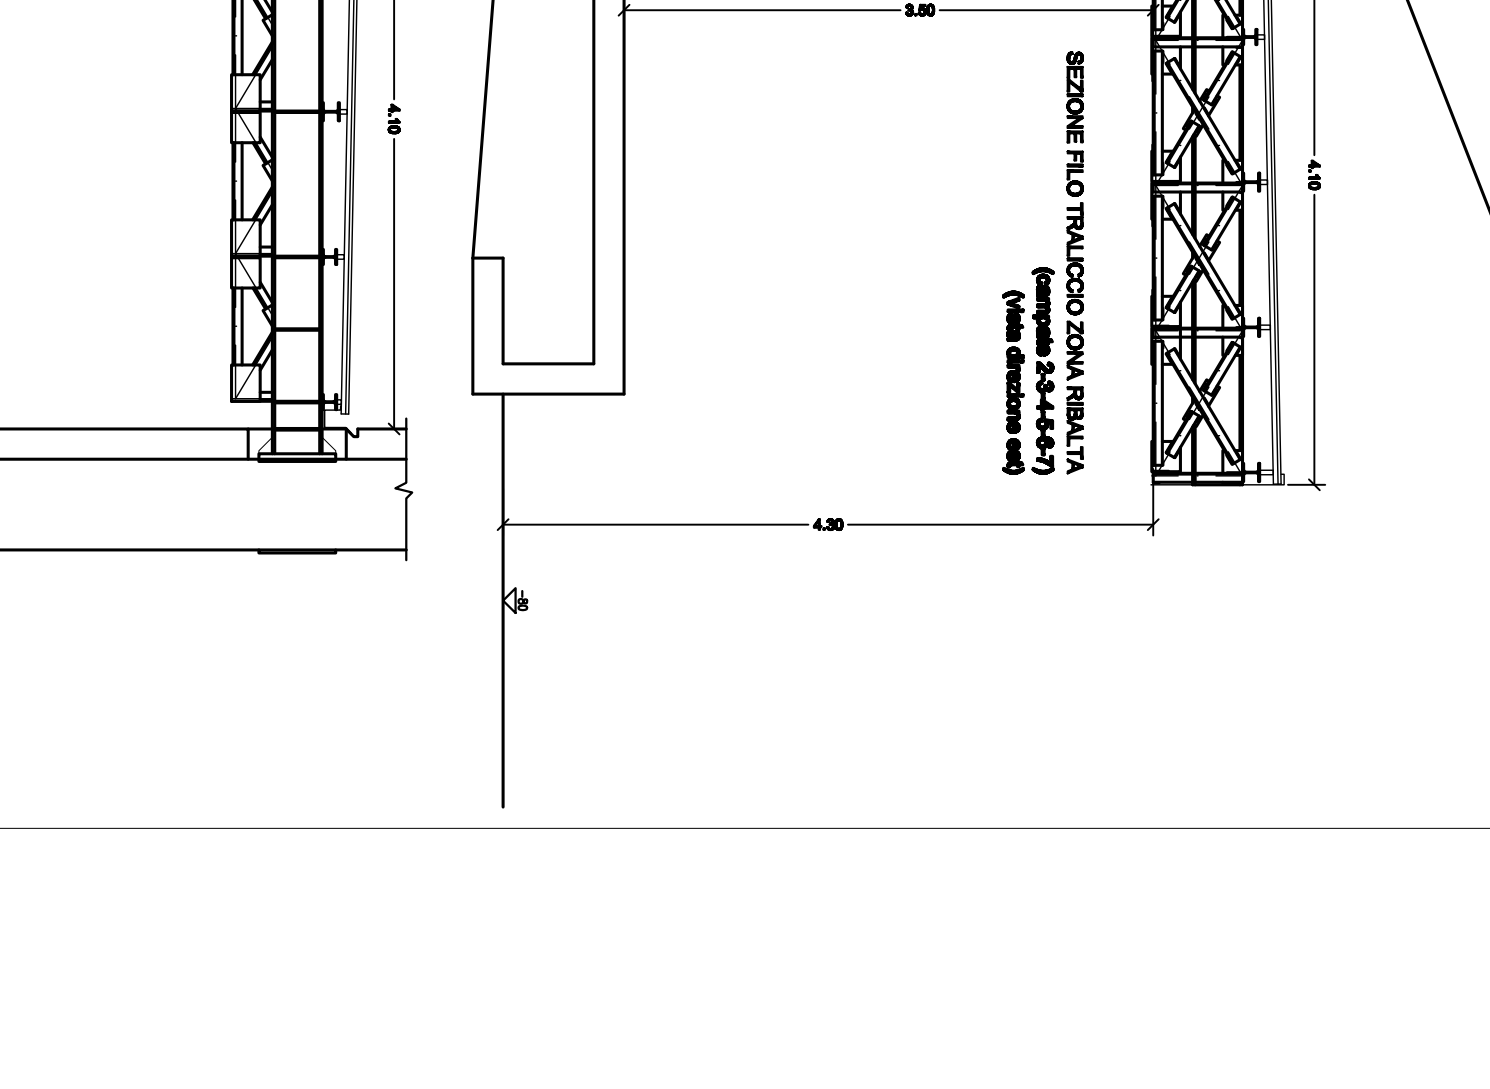 3.50
4.10
4.10
SEZIONE FILO TRALICCIO ZONA RIBALTA
(campate 2-3-4-5-6-7)
(vista direzione est)
4.30
-80